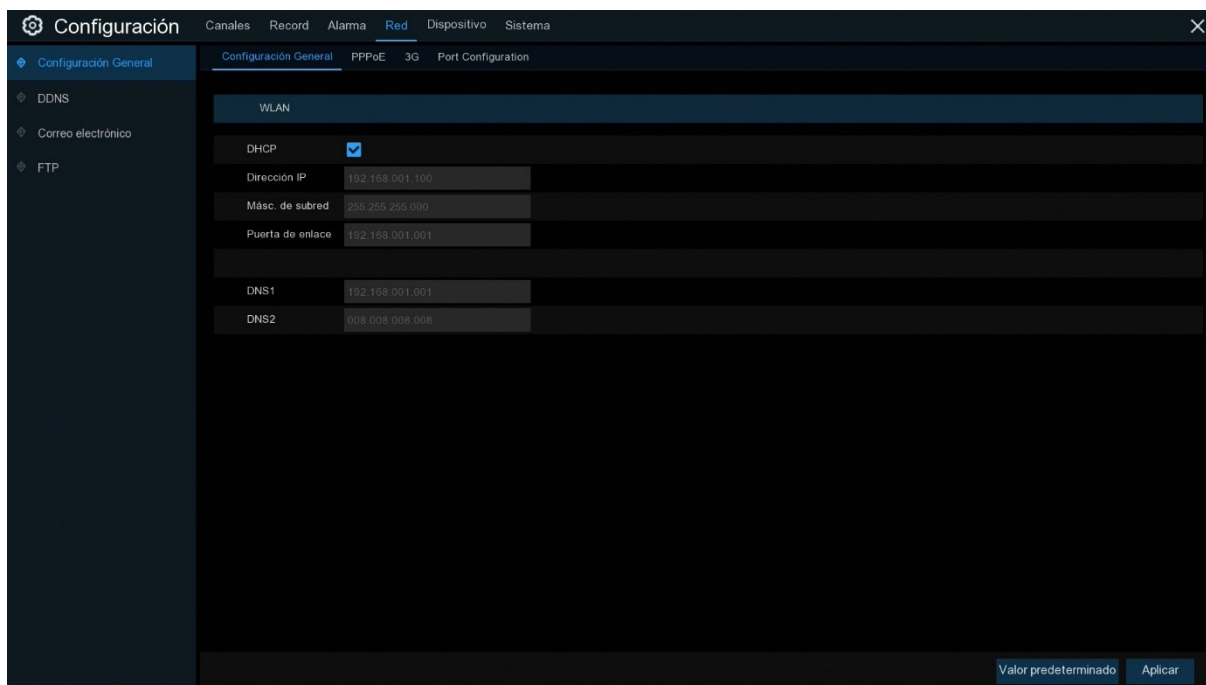 Configuración Canales Record Alarma Red Dispositivo Sistema
Configuración General
DDNS
Correo electrónico
FTP
Configuración General PPPoE 3G Port Configuration
WLAN
DHCP
Dirección IP 192.168.001.100
Másc. de subred 255.255.255.000
Puerta de enlace 192.168.001.001
DNS1 192.168.001.001
DNS2 008.008.008.008
Valor predeterminado Aplicar